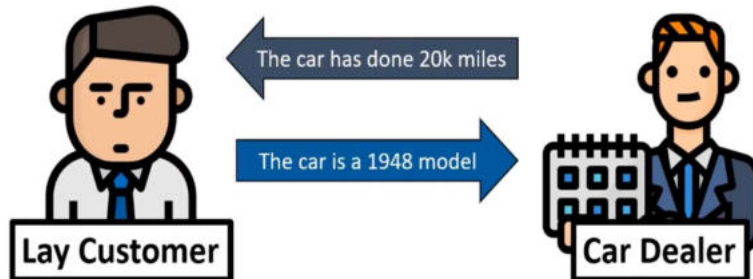 The car has done 20k miles
The car is a 1948 model
Lay Customer
Car Dealer